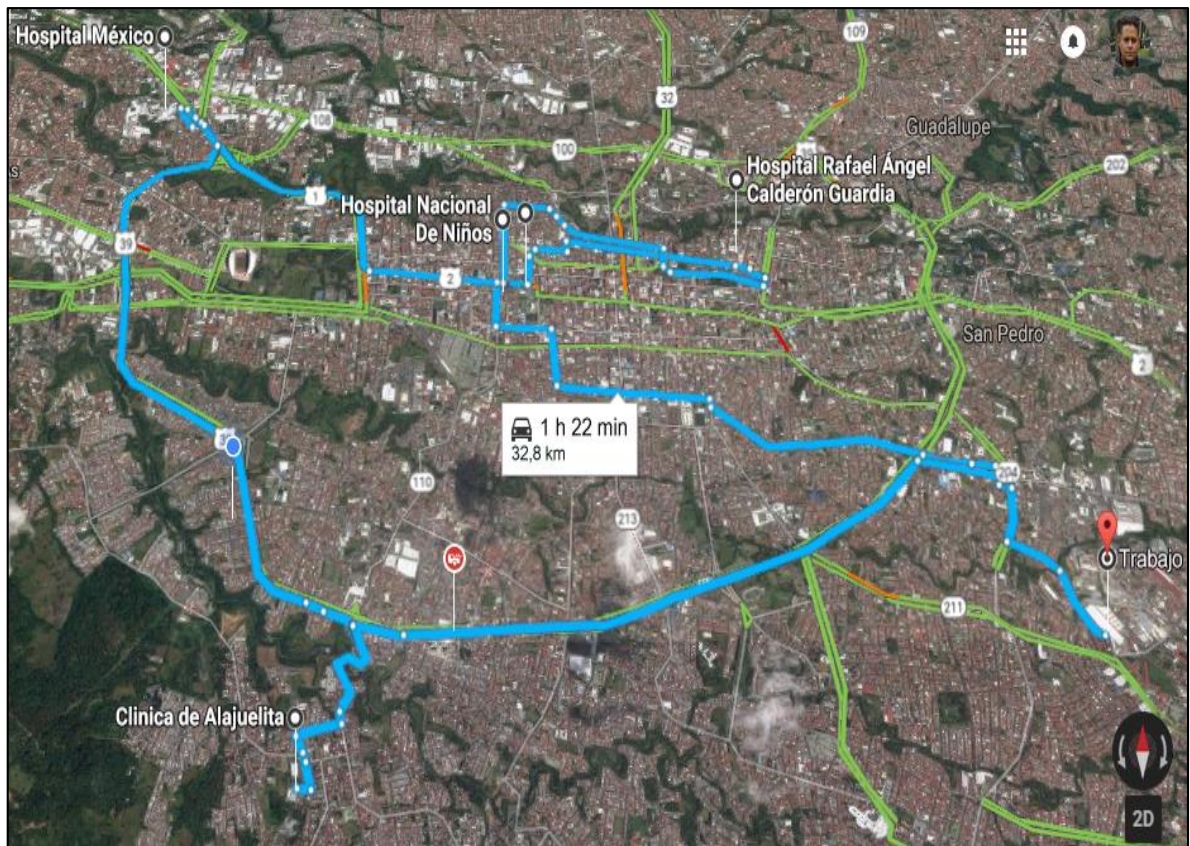 Hospital México
109
32
Guadalupe
108
100
202
Hospital Rafael Ángel
Calderón Guardia
1
Hospital Nacional
De Niños
39
2
San Pedro
2
1 h 22 min
32,8 km
110
204
213
Trabajo
211
Clinica de Alajuelita
2D